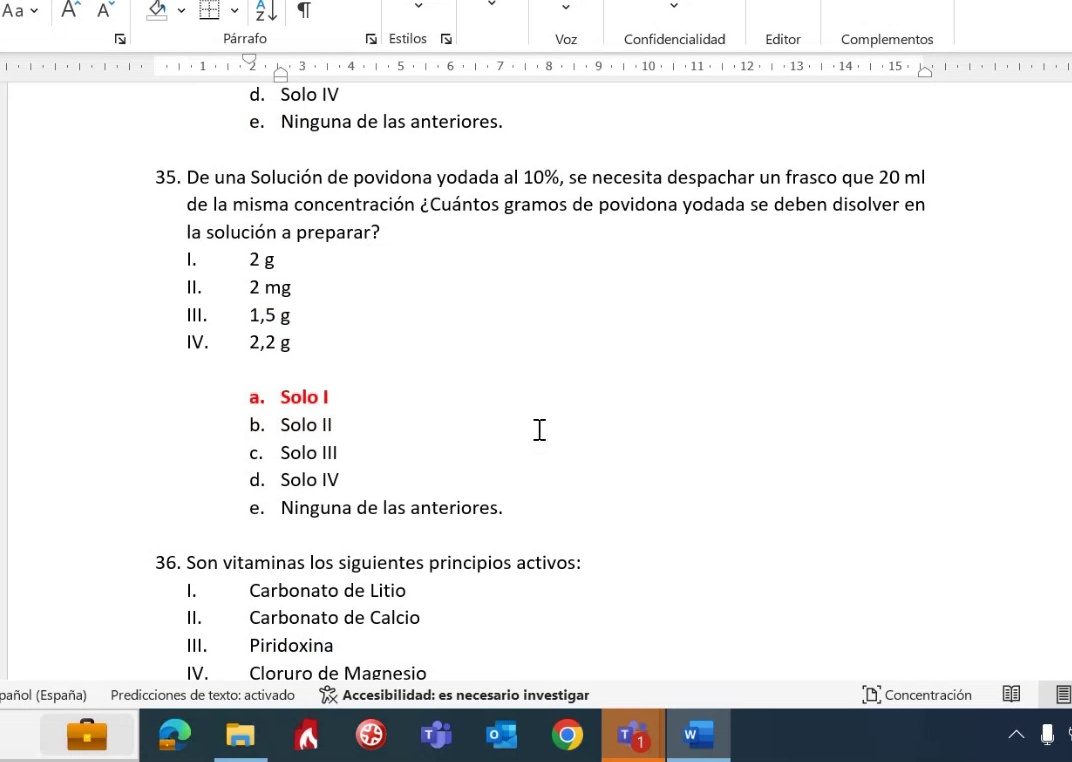 Aa A A A Z ¶
Párrafo Estilos Voz Confidencialidad Editor Complementos
1 2 3 4 5 6 7 8 9 10 11 12 13 14 15
d. Solo IV
e. Ninguna de las anteriores.
35. De una Solución de povidona yodada al 10%, se necesita despachar un frasco que 20 ml
de la misma concentración ¿Cuántos gramos de povidona yodada se deben disolver en
la solución a preparar?
I. 2 g
II. 2 mg
III. 1,5 g
IV. 2,2 g
a. Solo I
b. Solo II
c. Solo III
d. Solo IV
e. Ninguna de las anteriores.
36. Son vitaminas los siguientes principios activos:
I. Carbonato de Litio
II. Carbonato de Calcio
III. Piridoxina
IV. Cloruro de Magnesio
pañol (España) Predicciones de texto: activado Accesibilidad: es necesario investigar Concentración
T O T 1 W